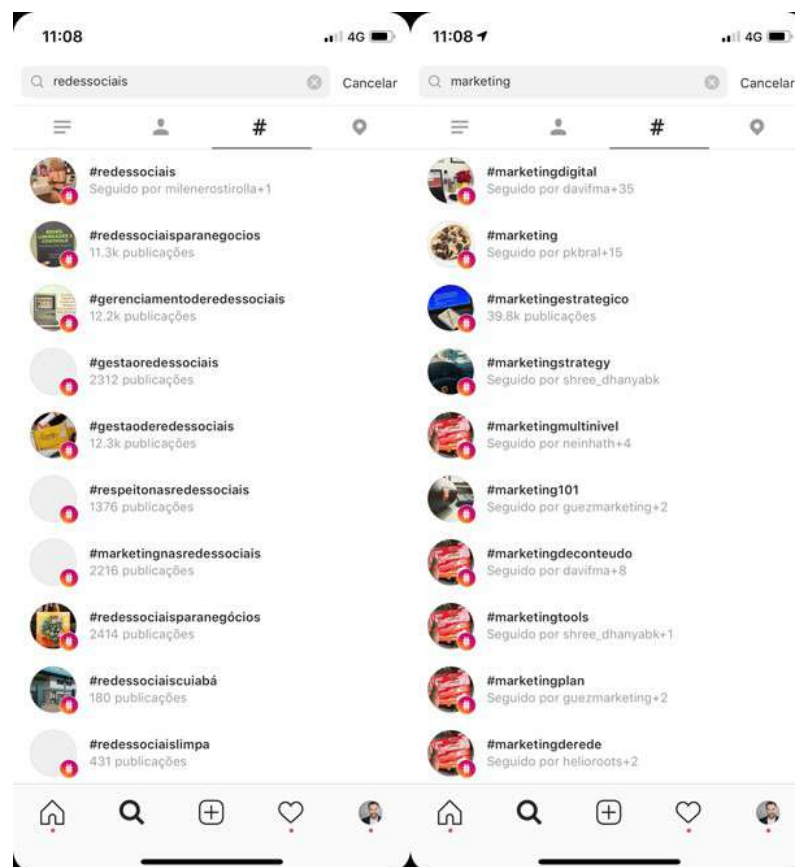 11:08
4G
redessociais
Cancelar
#
#redessociais
Seguido por milenerostirolla+1
#redessociaisparanegocios
11.3k publicações
#gerenciamentoderedessociais
12.2k publicações
#gestaoredessociais
2312 publicações
#gestaoderedessociais
12.3k publicações
#respeitonasredessociais
1376 publicações
#marketingnasredessociais
2216 publicações
#redessociaisparanegócios
2414 publicações
#redessociaiscuiabá
180 publicações
#redessociaislimpa
431 publicações
11:08
4G
marketing
Cancelar
#
#marketingdigital
Seguido por davifma+35
#marketing
Seguido por pkbral+15
#marketingestrategico
39.8k publicações
#marketingstrategy
Seguido por shree_dhanyabk
#marketingmultinivel
Seguido por neinhath+4
#marketing101
Seguido por guezmarketing+2
#marketingdeconteudo
Seguido por davifma+8
#marketingtools
Seguido por shree_dhanyabk+1
#marketingplan
Seguido por guezmarketing+2
#marketingderede
Seguido por helioroots+2